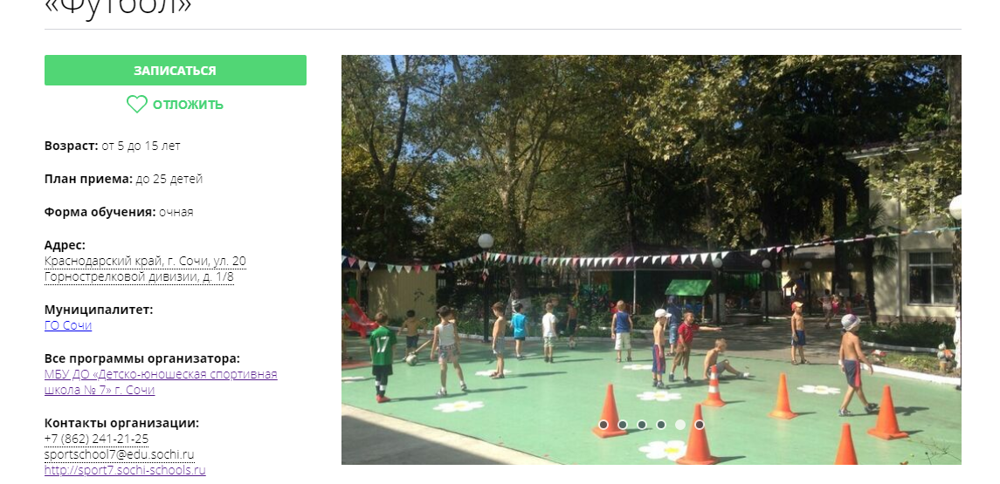 «Футбол»
ЗАПИСАТЬСЯ
ОТЛОЖИТЬ
Возраст: от 5 до 15 лет
План приема: до 25 детей
Форма обучения: очная
Адрес:
Краснодарский край, г. Сочи, ул. 20
Горнострелковой дивизии, д. 1/8
Муниципалитет:
ГО Сочи
Все программы организатора:
МБУ ДО «Детско-юношеская спортивная
школа № 7» г. Сочи
Контакты организации:
+7 (862) 241-21-25
sportschool7@edu.sochi.ru
http://sport7.sochi-schools.ru
17